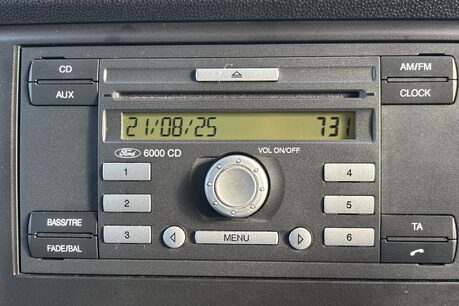 CD
AUX
AM/FM
CLOCK
21/08/25 731
Ford 6000 CD
VOL ON/OFF
1
2
3
4
5
6
BASS/TRE
FADE/BAL
MENU
TA